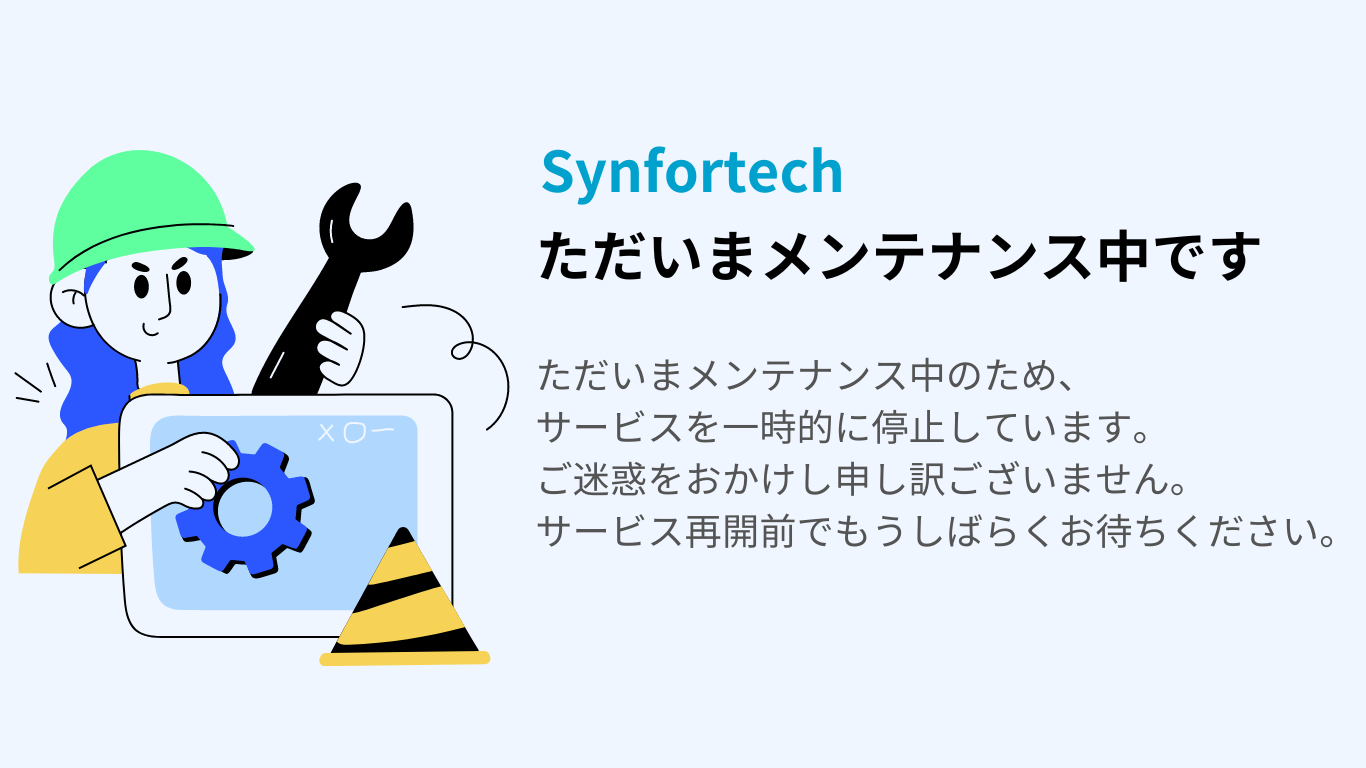 Synfortech
ただいまメンテナンス中です
ただいまメンテナンス中のため、
サービスを一時的に停止しています。
ご迷惑をおかけし申し訳ございません。
サービス再開前でもうしばらくお待ちください。